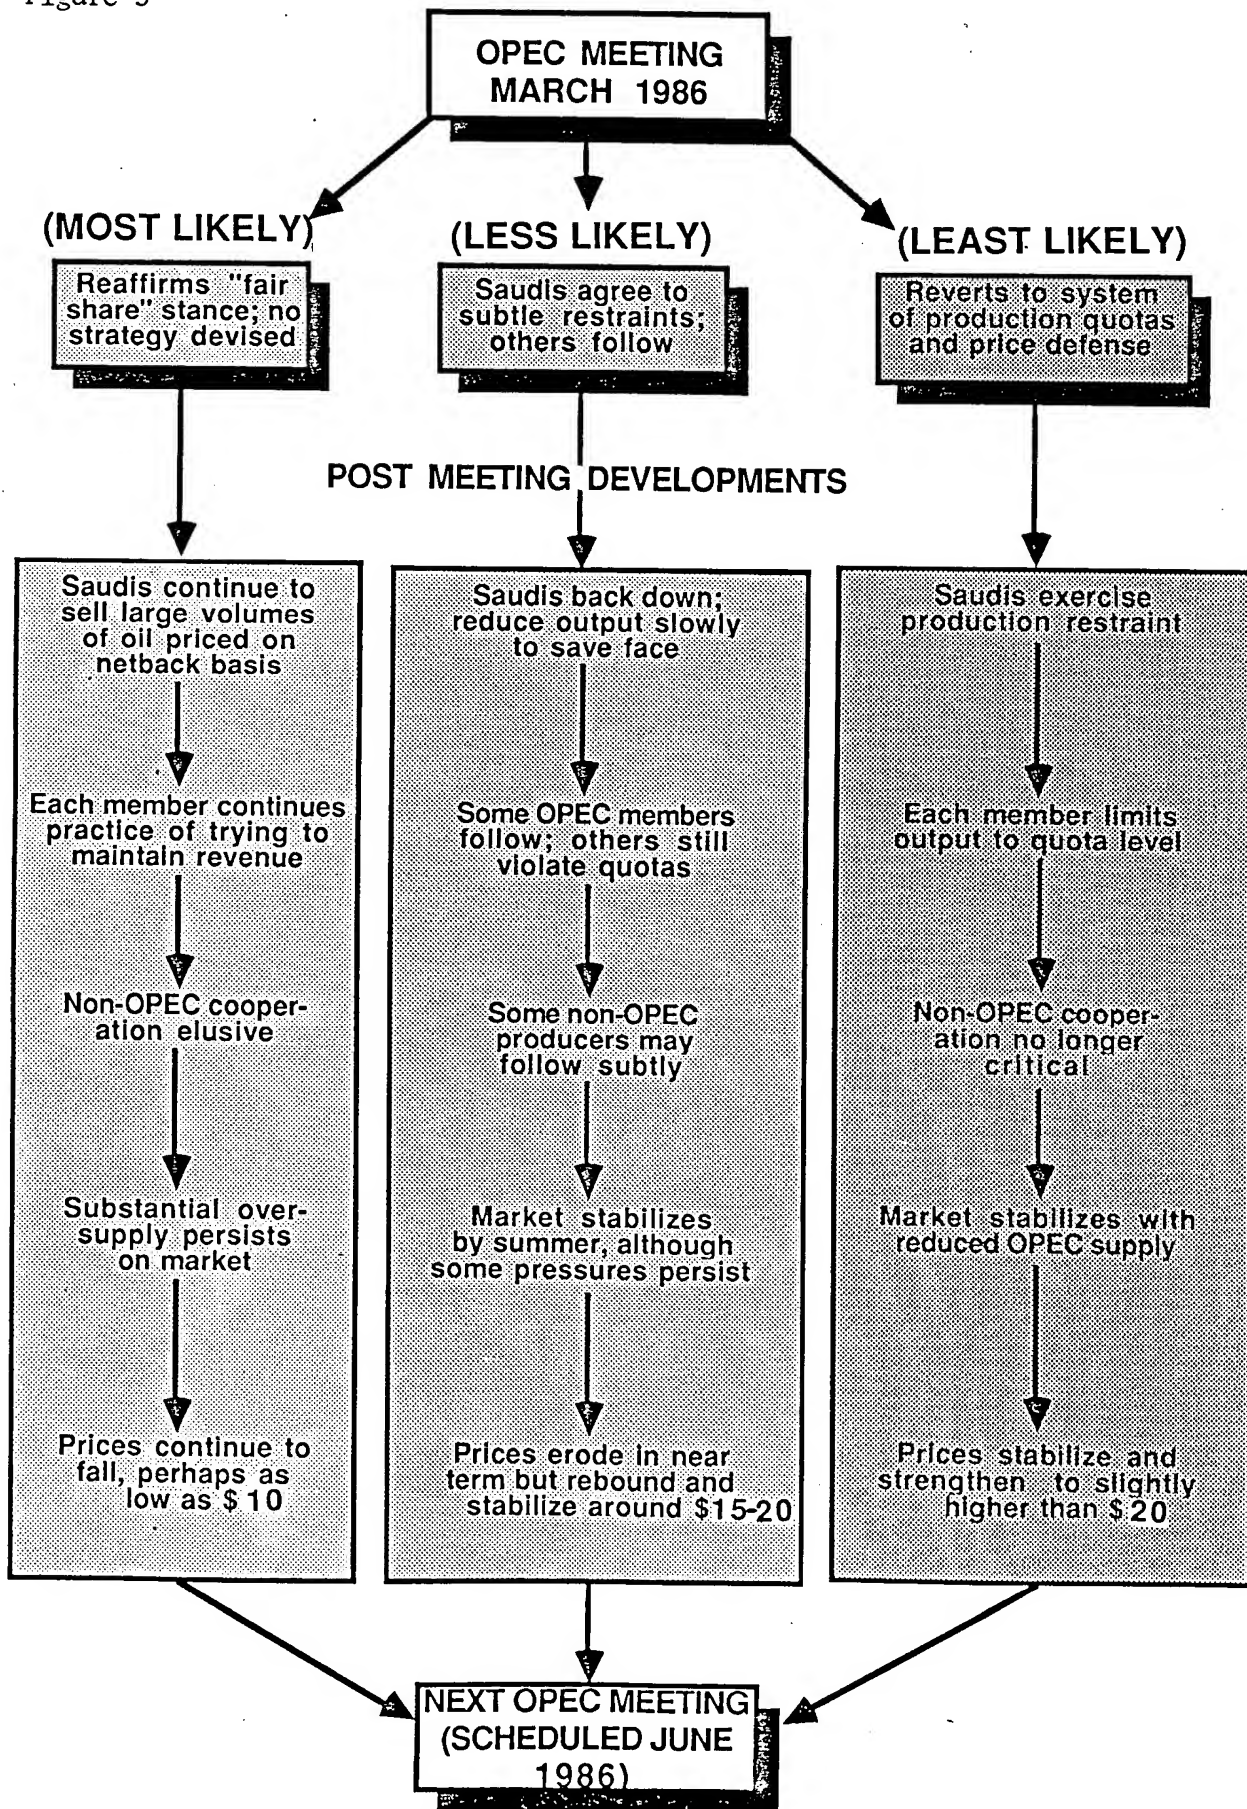 Figure 3
OPEC MEETING
MARCH 1986
(MOST LIKELY)
Reaffirms "fair
share" stance; no
strategy devised
(LESS LIKELY)
Saudis agree to
subtle restraints;
others follow
(LEAST LIKELY)
Reverts to system
of production quotas
and price defense
POST MEETING DEVELOPMENTS
Saudis continue to
sell large volumes
of oil priced on
netback basis
Each member continues
practice of trying to
maintain revenue
Non-OPEC cooper-
ation elusive
Substantial over-
supply persists
on market
Prices continue to
fall, perhaps as
low as $10
Saudis back down;
reduce output slowly
to save face
Some OPEC members
follow; others still
violate quotas
Some non-OPEC
producers may
follow subtly
Market stabilizes
by summer, although
some pressures persist
Prices erode in near
term but rebound and
stabilize around $15-20
Saudis exercise
production restraint
Each member limits
output to quota level
Non-OPEC cooper-
ation no longer
critical
Market stabilizes with
reduced OPEC supply
Prices stabilize and
strengthen to slightly
higher than $20
NEXT OPEC MEETING
(SCHEDULED JUNE
1986)